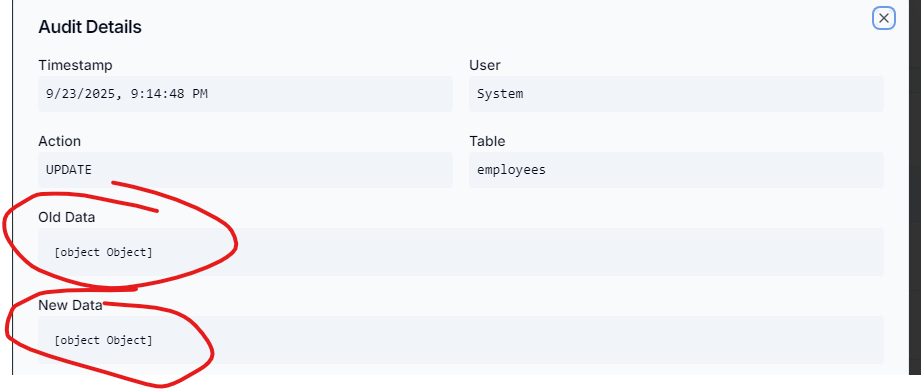 Audit Details
Timestamp
User
9/23/2025, 9:14:48 PM
System
Action
Table
UPDATE
employees
Old Data
[object Object]
New Data
[object Object]